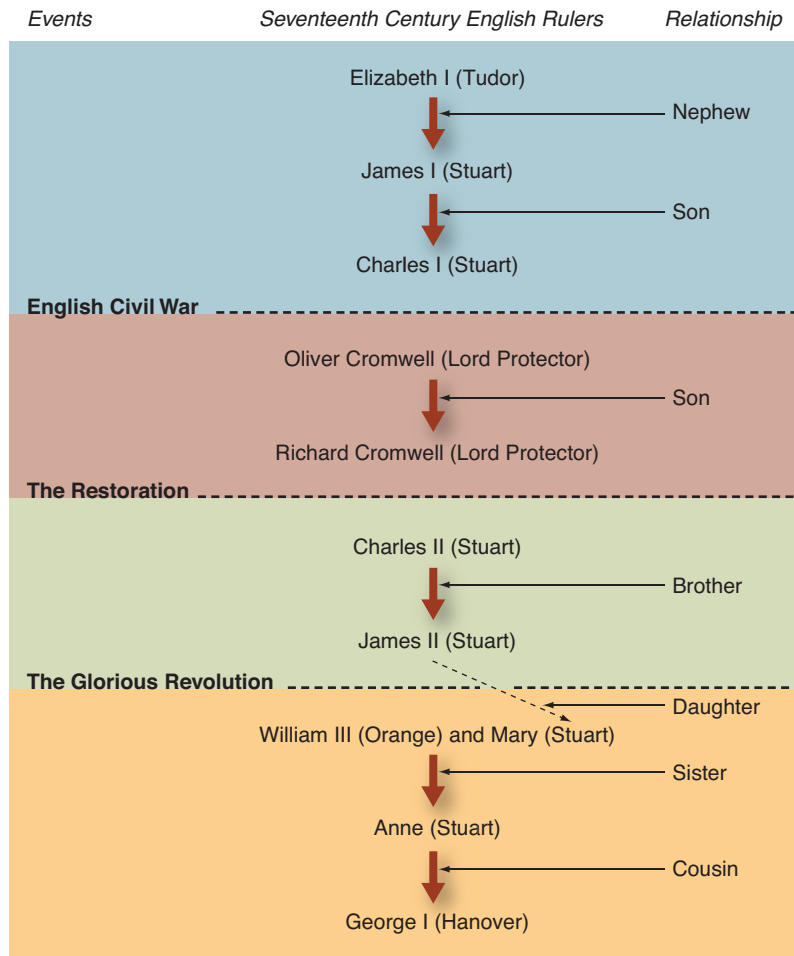 Events Seventeenth Century English Rulers Relationship
Elizabeth I (Tudor)
Nephew
James I (Stuart)
Son
Charles I (Stuart)
English Civil War
Oliver Cromwell (Lord Protector)
Son
Richard Cromwell (Lord Protector)
The Restoration
Charles II (Stuart)
Brother
James II (Stuart)
The Glorious Revolution
Daughter
William III (Orange) and Mary (Stuart)
Sister
Anne (Stuart)
Cousin
George I (Hanover)